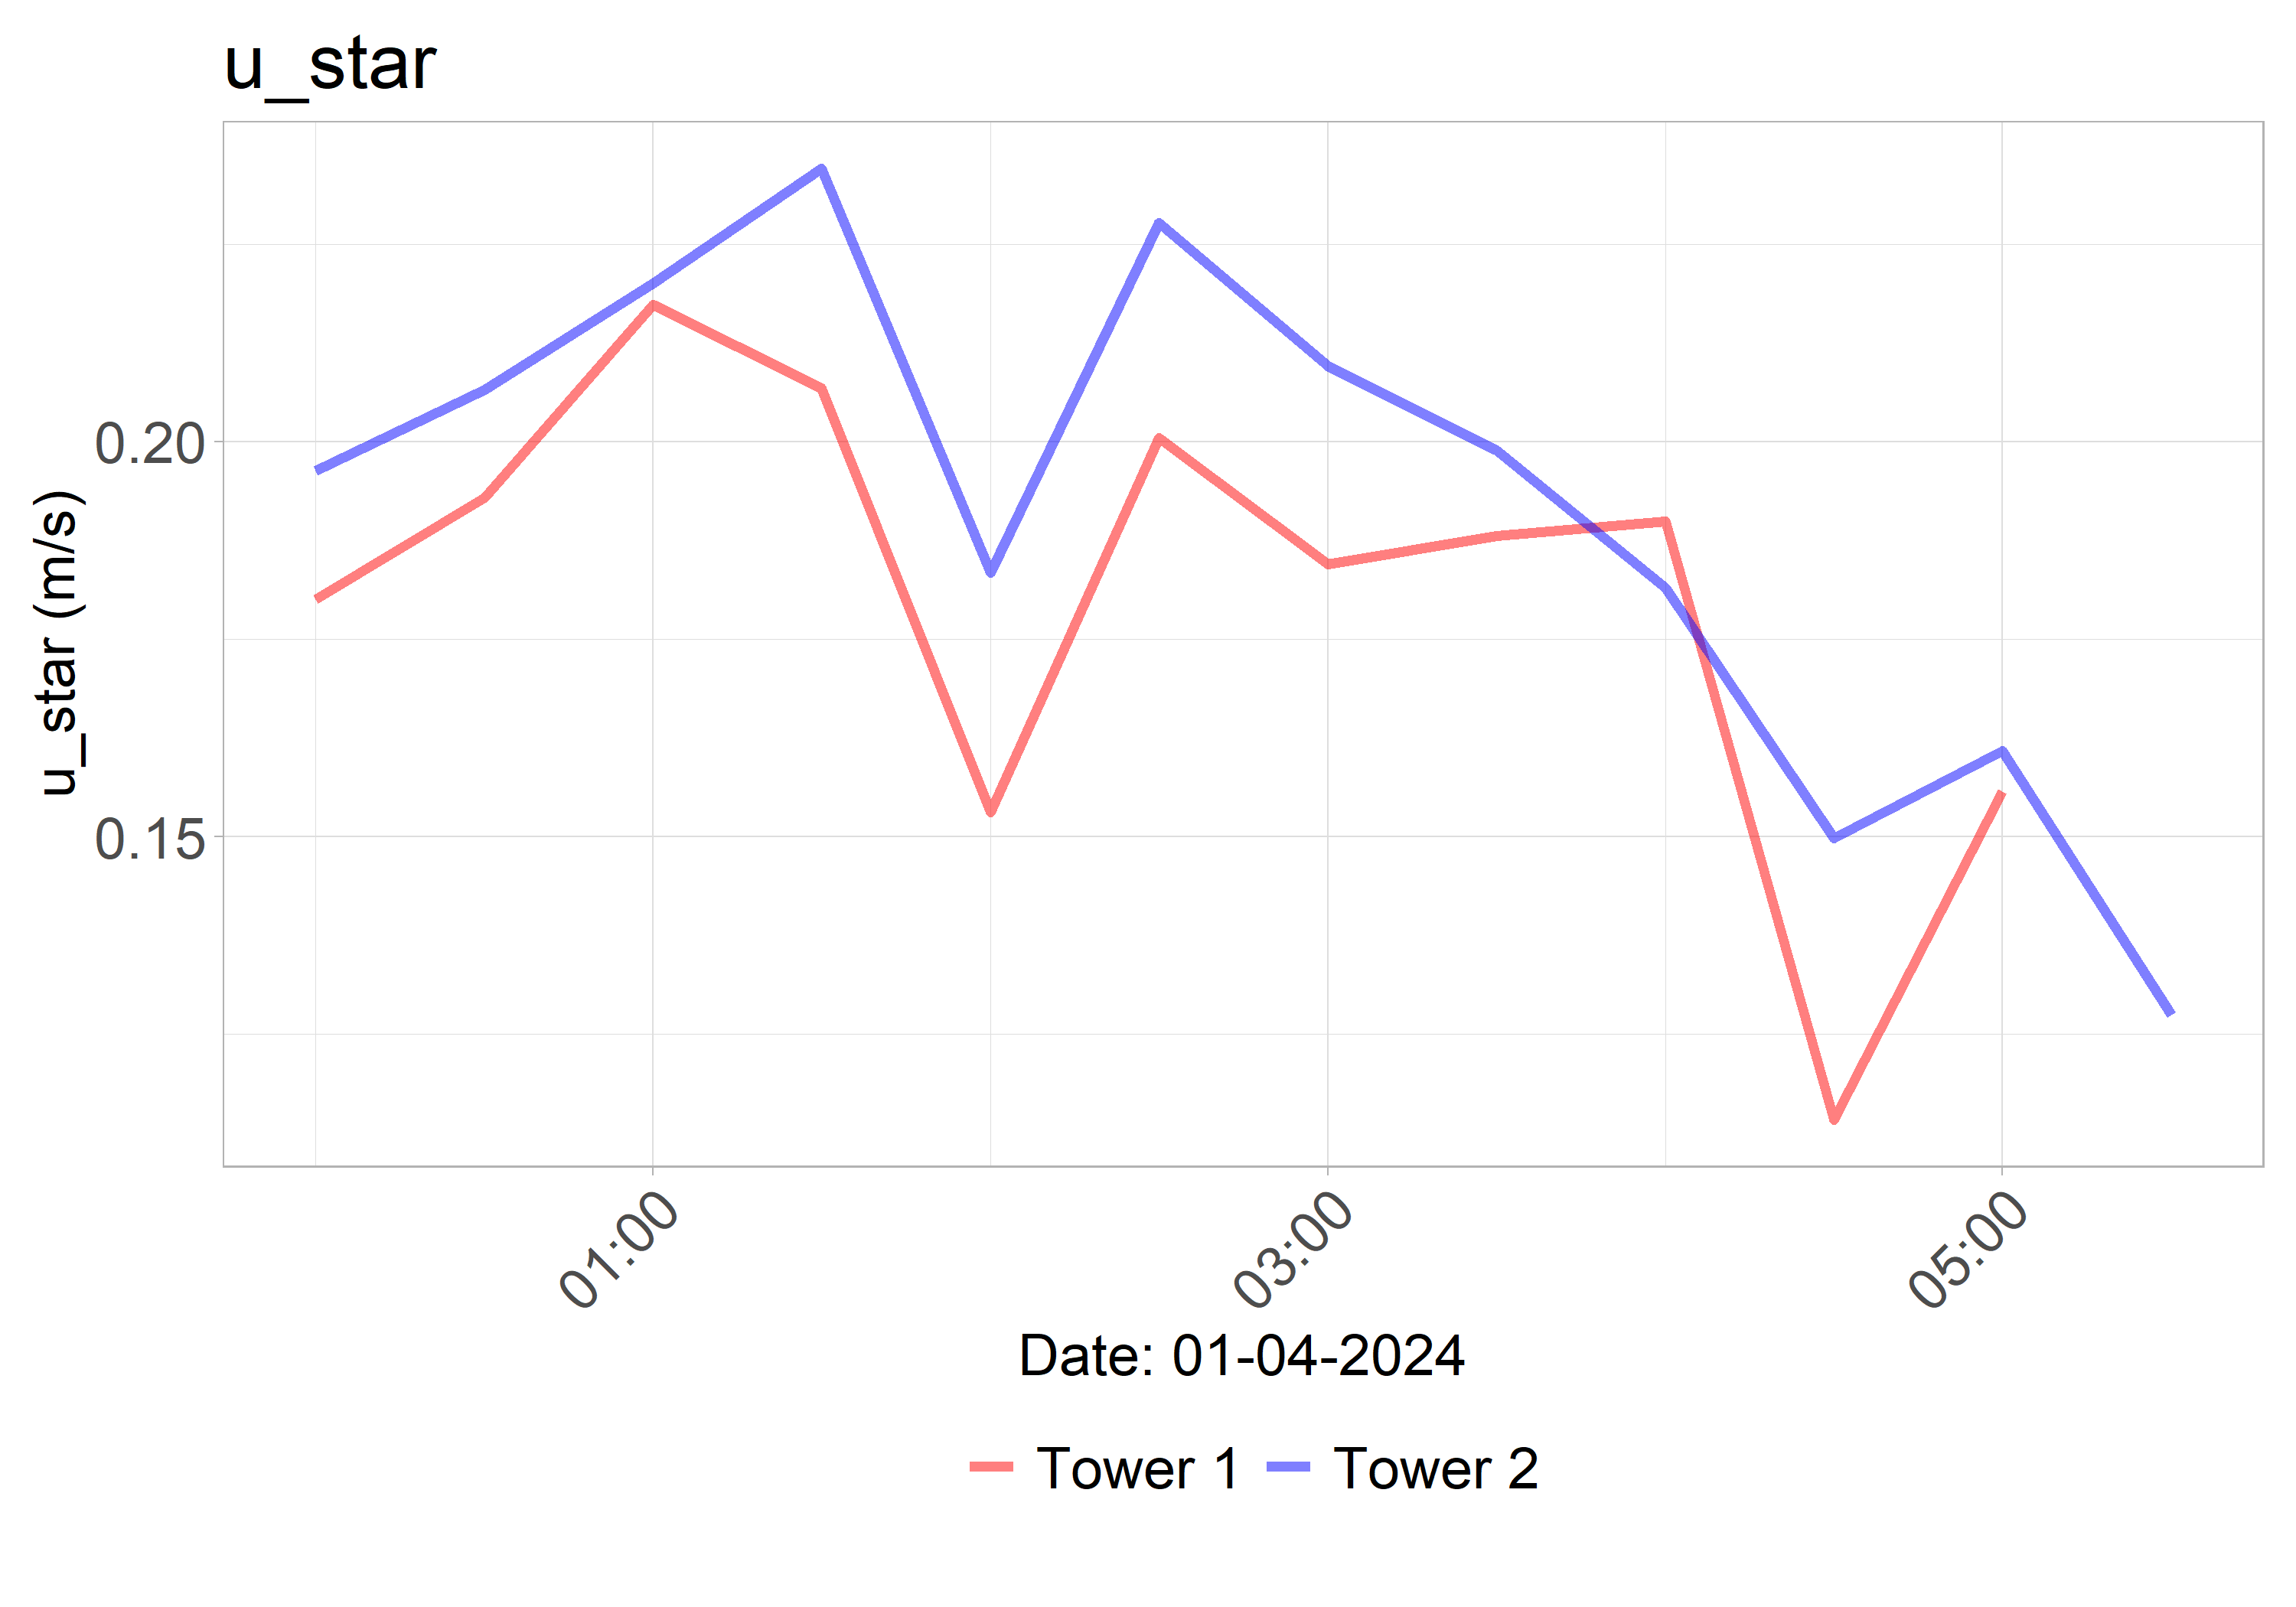 u_star
u_star (m/s)
0.20
0.15
01:00
03:00
05:00
Date: 01-04-2024
Tower 1 Tower 2